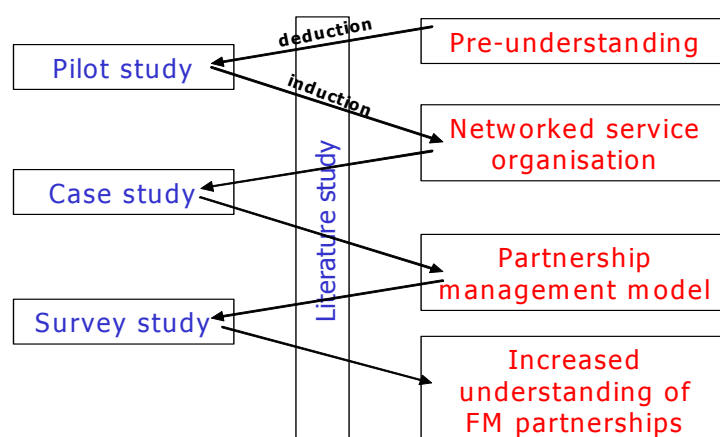 deduction
Pre-understanding
Pilot study
induction
Networked service
organisation
Literature study
Case study
Partnership
management model
Survey study
Increased
understanding of
FM partnerships